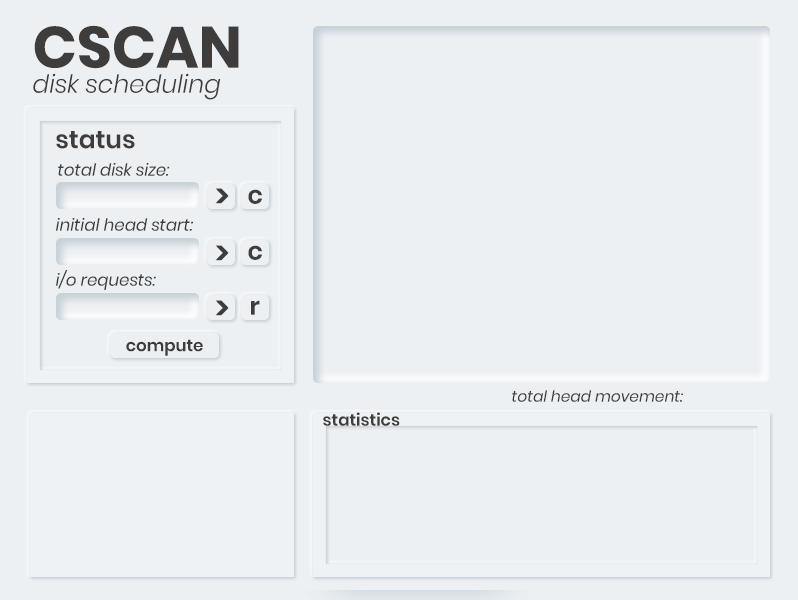 CSCAN
disk scheduling
status
total disk size:
c
initial head start:
c
i/o requests:
r
compute
total head movement:
statistics